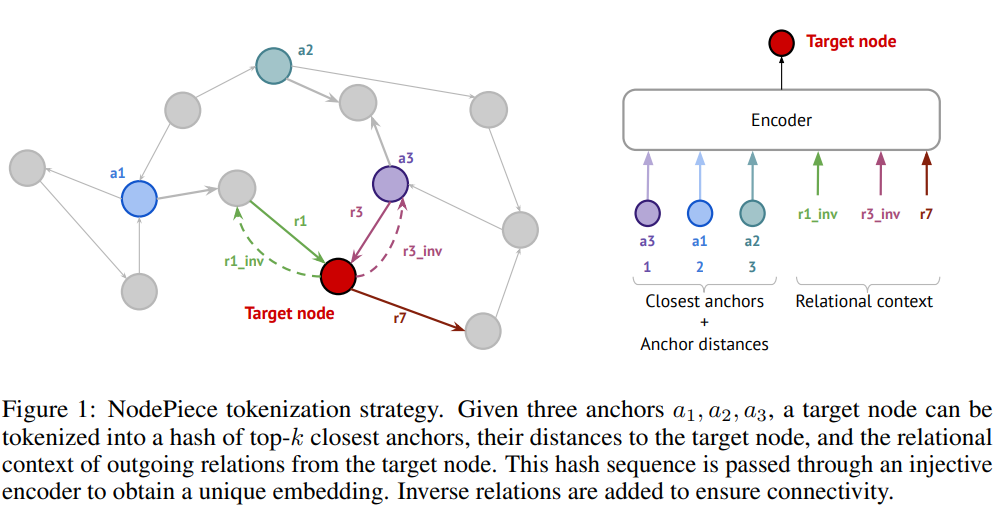 a2
Target node
Encoder
a1
a3
r1
r3
r1_inv
r3_inv
r1_inv
r3_inv
r7
a3
a1
a2
1
2
3
Target node
r7
Closest anchors
+
Anchor distances
Relational context
Figure 1: NodePiece tokenization strategy. Given three anchors a₁, a₂, a₃, a target node can be
tokenized into a hash of top-k closest anchors, their distances to the target node, and the relational
context of outgoing relations from the target node. This hash sequence is passed through an injective
encoder to obtain a unique embedding. Inverse relations are added to ensure connectivity.